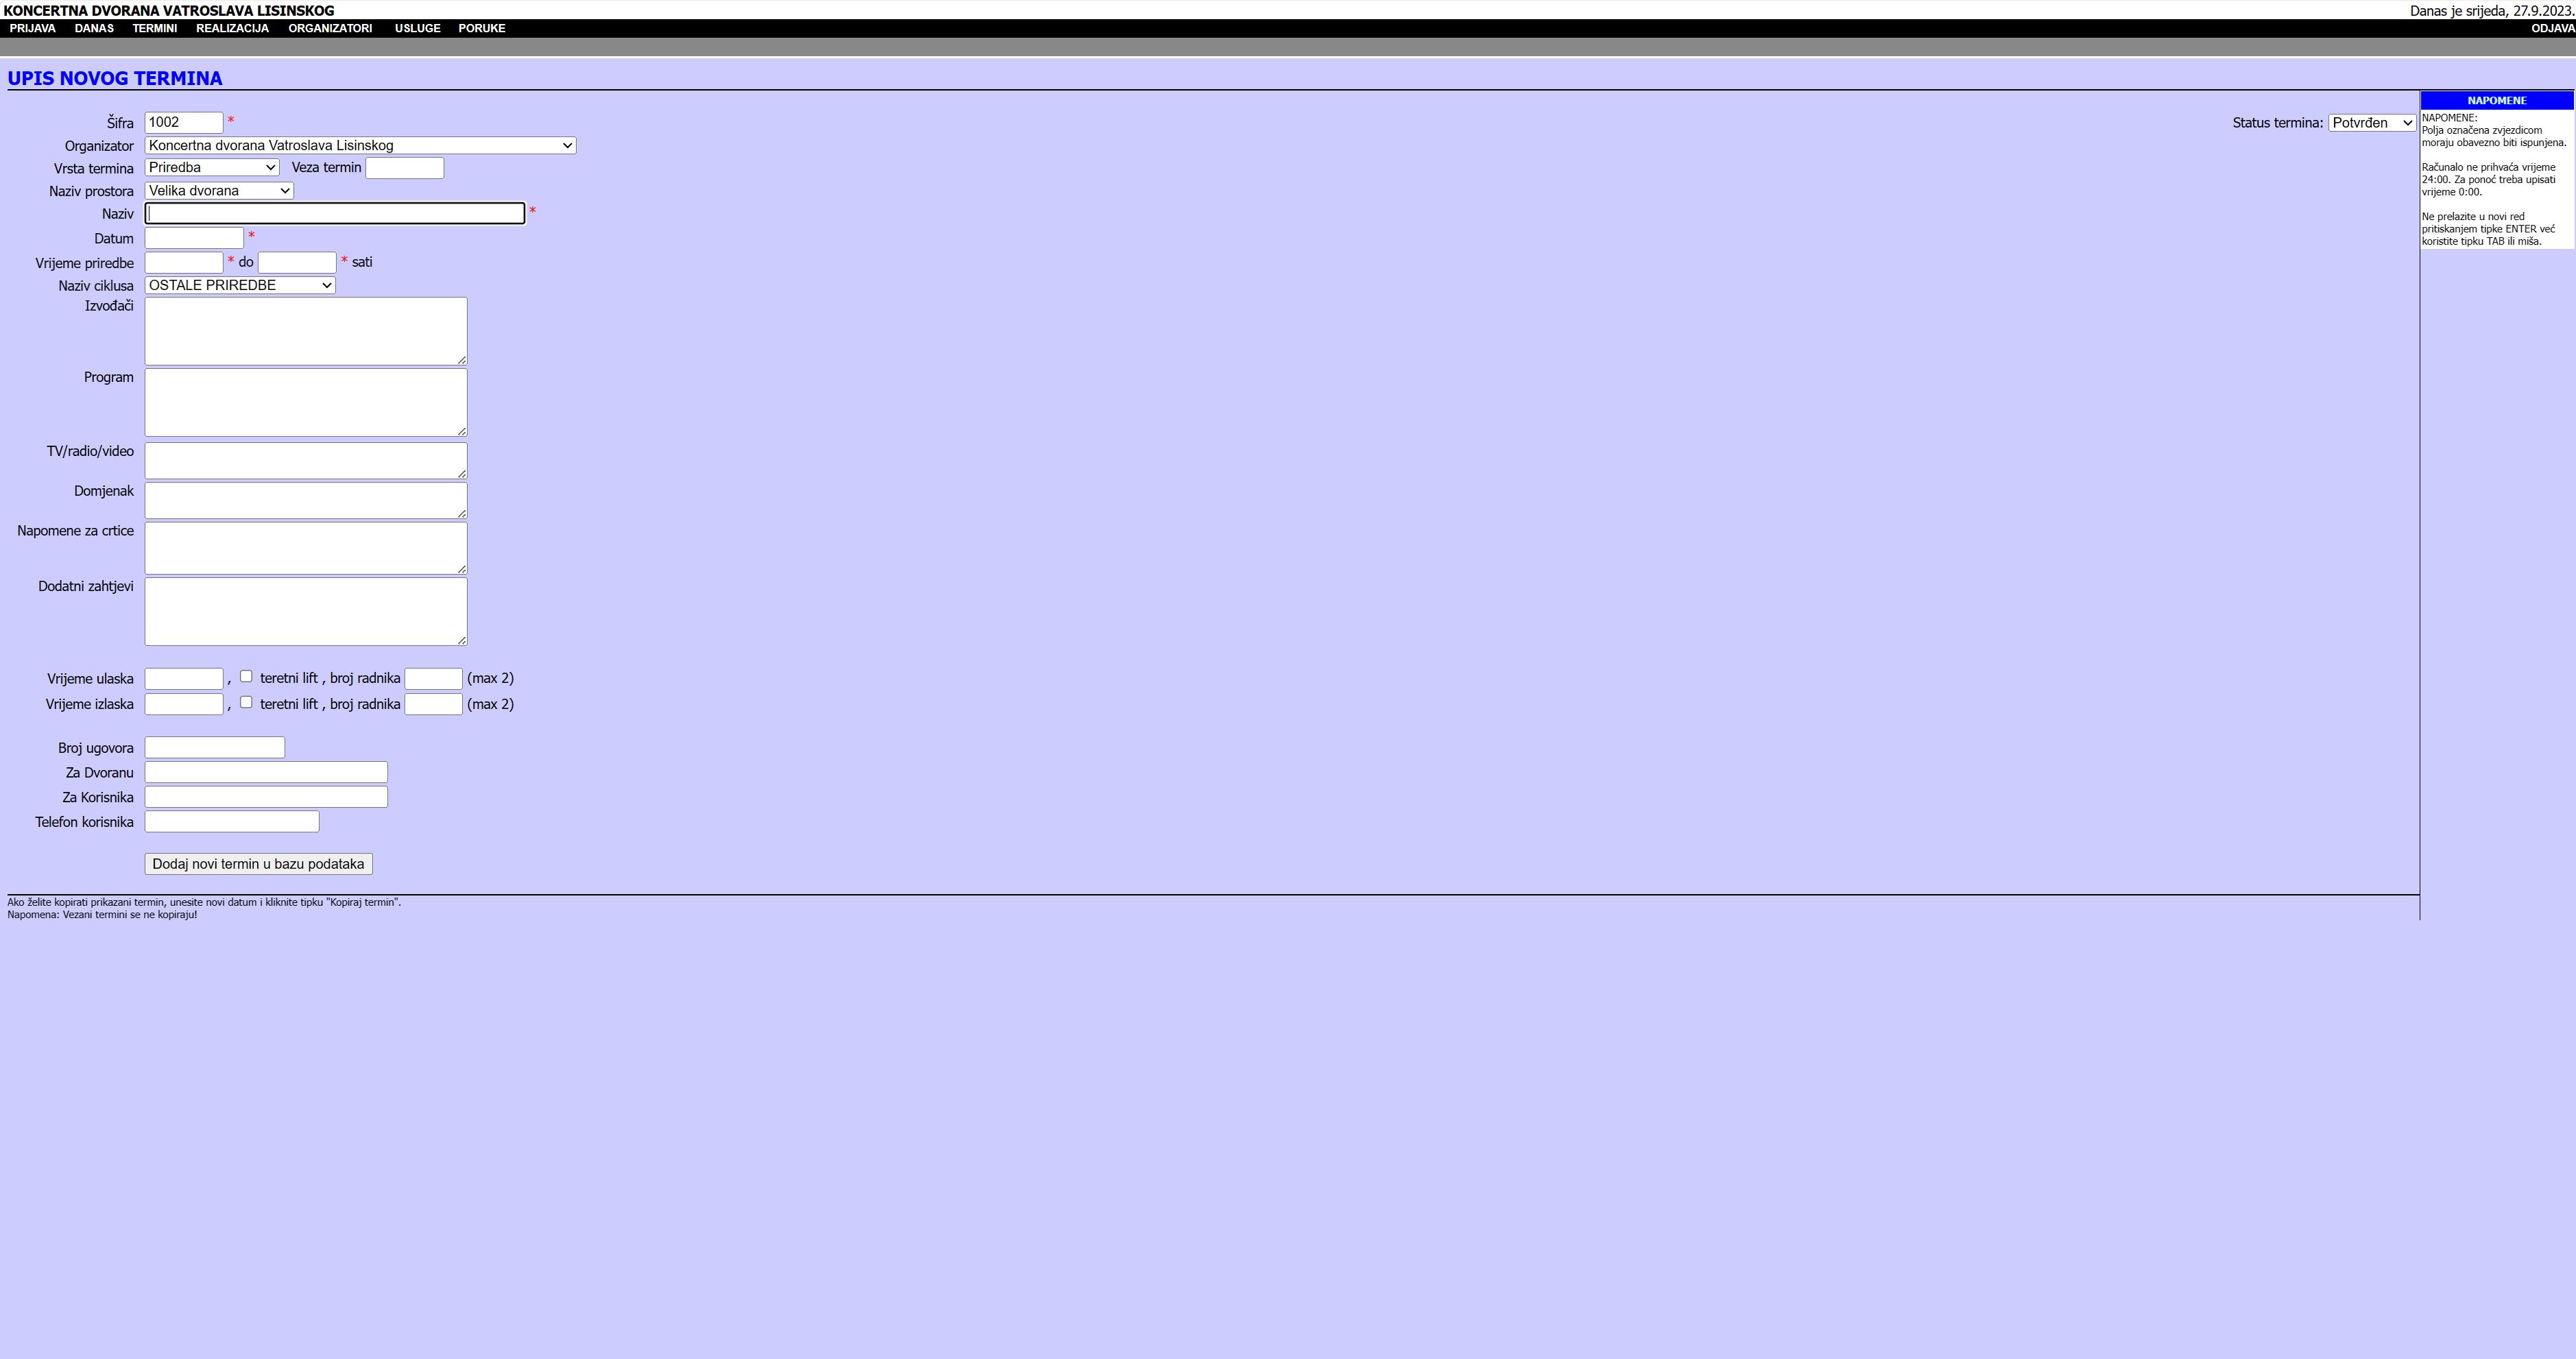 KONCERTNA DVORANA VATROSLAVA LISINSKOG
Danas je srijeda, 27.9.2023.
PRIJAVA DANAS TERMINI REALIZACIJA ORGANIZATORI USLUGE PORUKE ODJAVA
UPIS NOVOG TERMINA
Šifra 1002 *
Status termina: Potvrđen
Organizator Koncertna dvorana Vatroslava Lisinskog
Vrsta termina Priredba Veza termin
Naziv prostora Velika dvorana
Naziv *
Datum *
Vrijeme priredbe * do * sati
Naziv ciklusa OSTALE PRIREDBE
Izvođači
Program
TV/radio/video
Domjenak
Napomene za crtice
Dodatni zahtjevi
Vrijeme ulaska , teretni lift , broj radnika (max 2)
Vrijeme izlaska , teretni lift , broj radnika (max 2)
Broj ugovora
Za Dvoranu
Za Korisnika
Telefon korisnika
Dodaj novi termin u bazu podataka
Ako želite kopirati prikazani termin, unesite novi datum i kliknite tipku "Kopiraj termin".
Napomena: Vezani termini se ne kopiraju!
NAPOMENE
NAPOMENE:
Polja označena zvjezdicom
moraju obavezno biti ispunjena.
Računalo ne prihvaća vrijeme
24:00. Za ponoć treba upisati
vrijeme 0:00.
Ne prelazite u novi red
pritiskanjem tipke ENTER već
koristite tipku TAB ili miša.